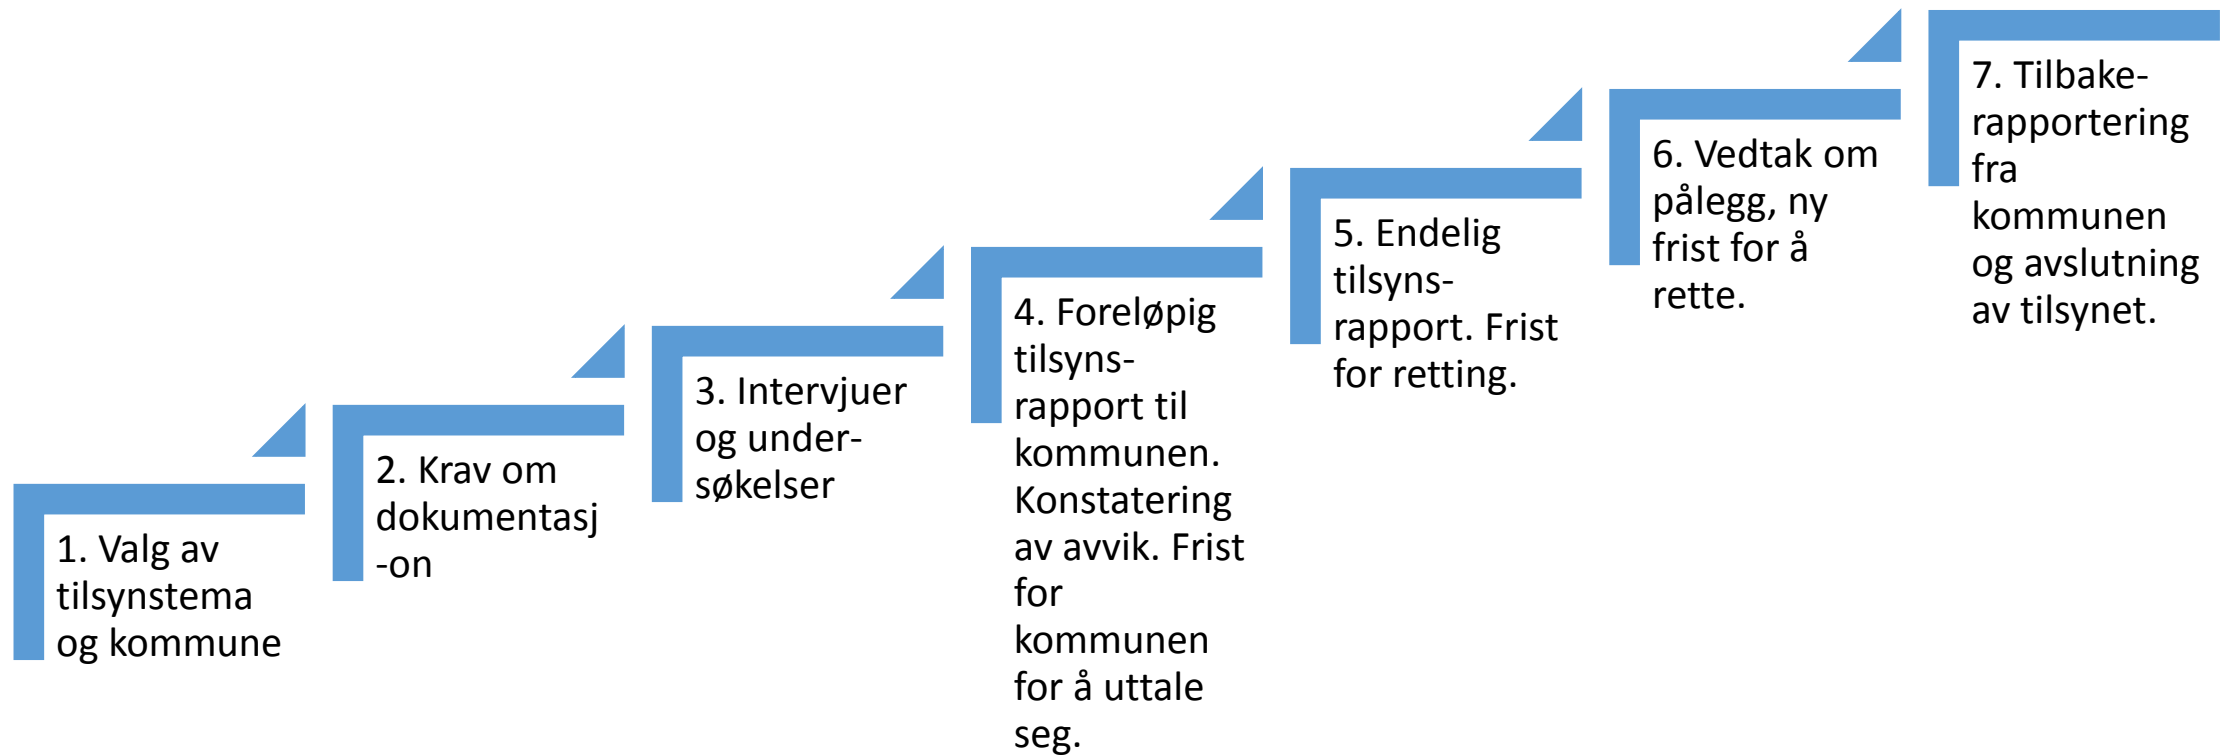 1. Valg av
tilsynstema
og kommune
2. Krav om
dokumentasj
-on
3. Intervjuer
og under-
søkelser
4. Foreløpig
tilsyns-
rapport til
kommunen.
Konstatering
av avvik. Frist
for
kommunen
for å uttale
seg.
5. Endelig
tilsyns-
rapport. Frist
for retting.
6. Vedtak om
pålegg, ny
frist for å
rette.
7. Tilbake-
rapportering
fra
kommunen
og avslutning
av tilsynet.